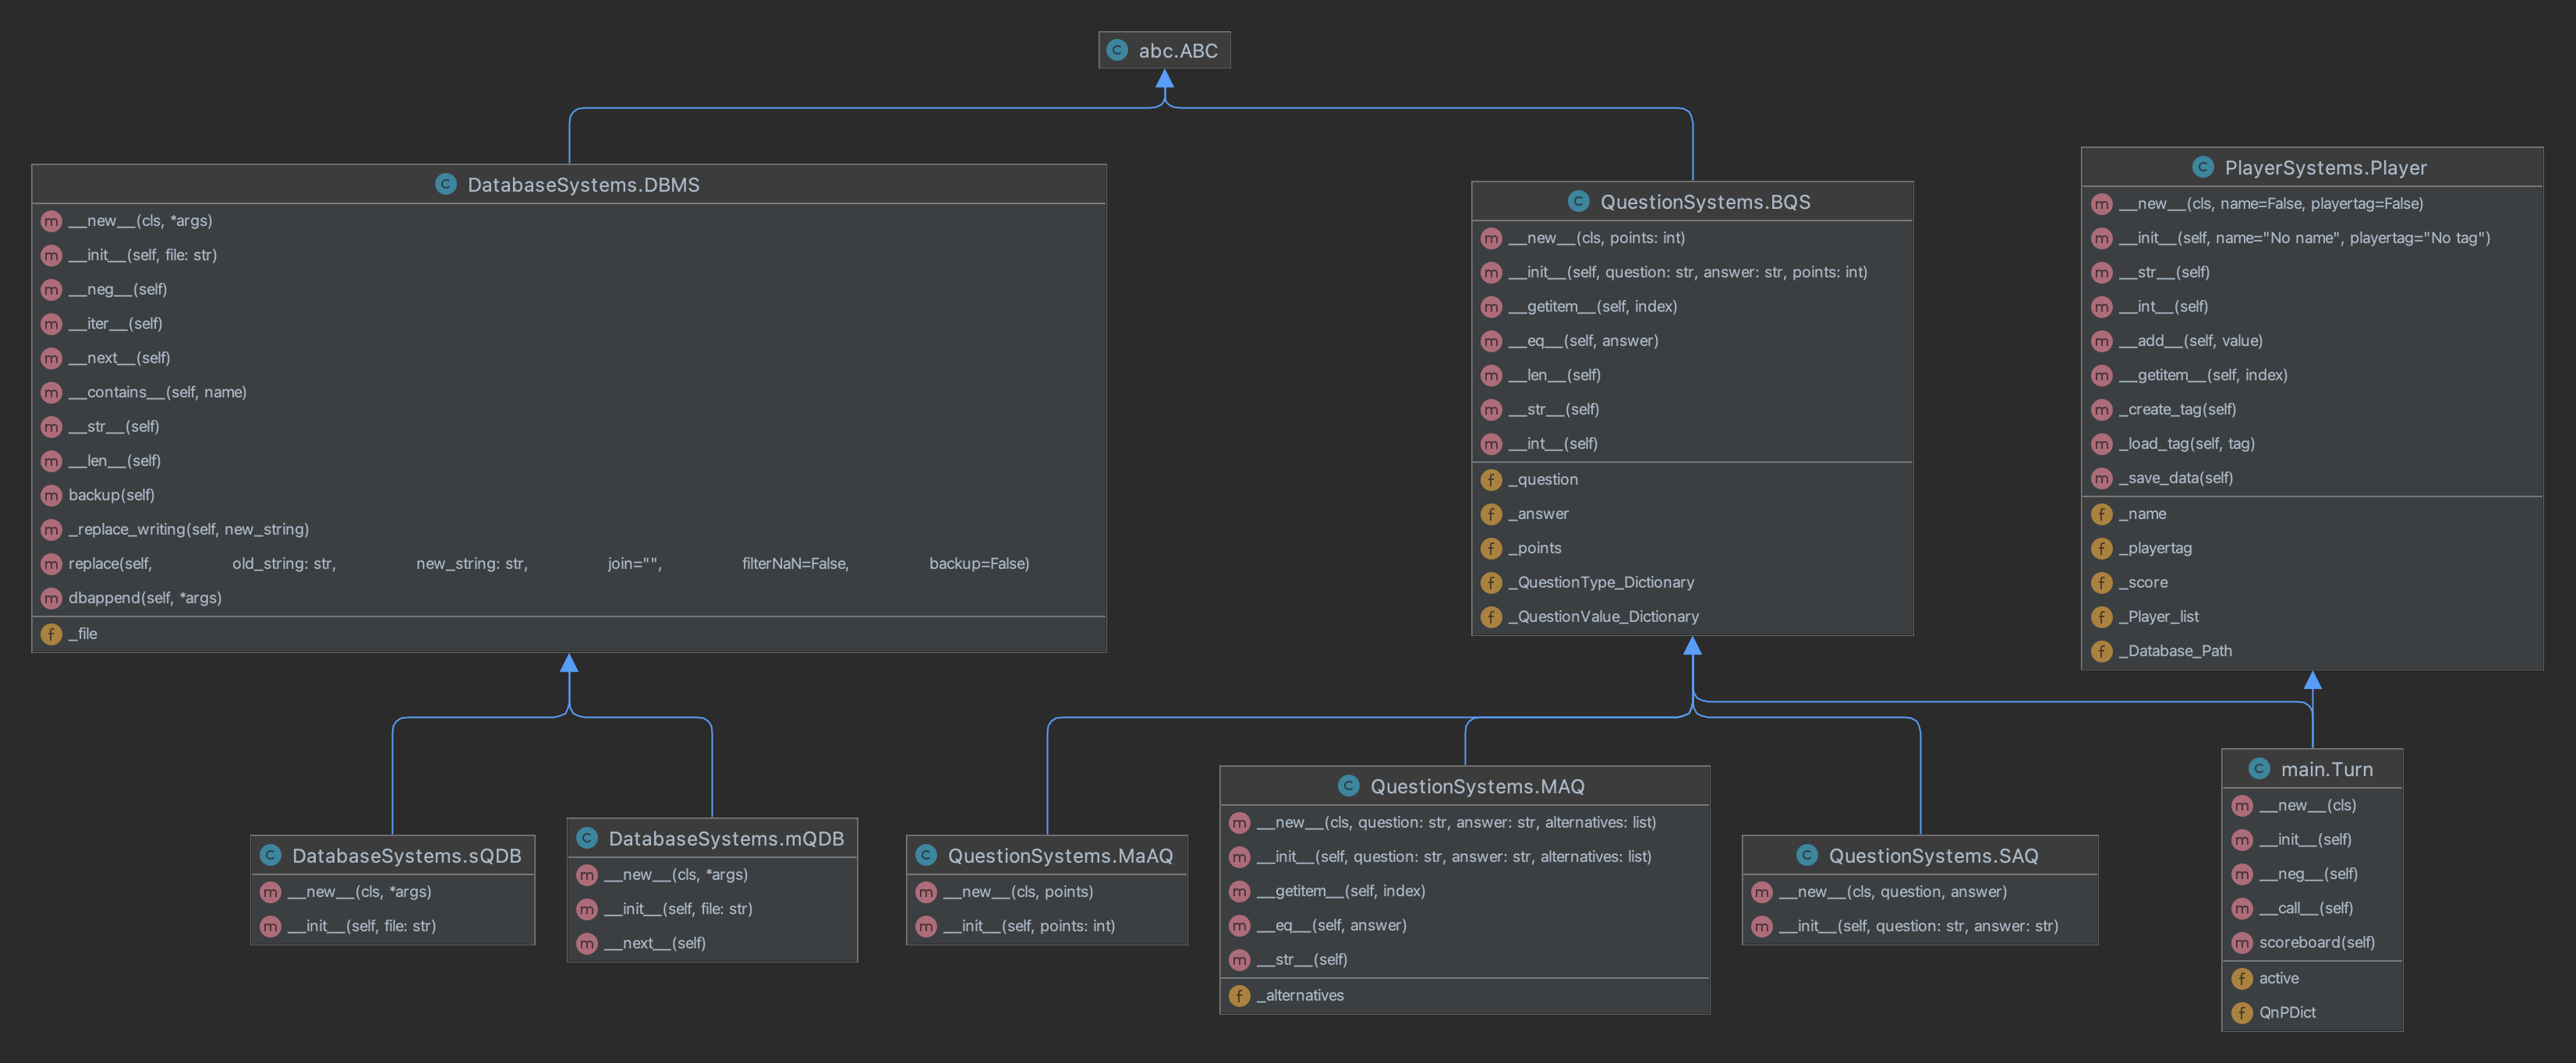 abc.ABC
DatabaseSystems.DBMS
__new__(cls, *args)
__init__(self, file: str)
__neg__(self)
__iter__(self)
__next__(self)
__contains__(self, name)
__str__(self)
__len__(self)
backup(self)
_replace_writing(self, new_string)
replace(self, old_string: str, new_string: str, join="", filterNaN=False, backup=False)
dbappend(self, *args)
_file
QuestionSystems.BQS
__new__(cls, points: int)
__init__(self, question: str, answer: str, points: int)
__getitem__(self, index)
__eq__(self, answer)
__len__(self)
__str__(self)
__int__(self)
_question
_answer
_points
_QuestionType_Dictionary
_QuestionValue_Dictionary
PlayerSystems.Player
__new__(cls, name=False, playertag=False)
__init__(self, name="No name", playertag="No tag")
__str__(self)
__int__(self)
__add__(self, value)
__getitem__(self, index)
_create_tag(self)
_load_tag(self, tag)
_save_data(self)
_name
_playertag
_score
_Player_list
_Database_Path
DatabaseSystems.sQDB
__new__(cls, *args)
__init__(self, file: str)
DatabaseSystems.mQDB
__new__(cls, *args)
__init__(self, file: str)
__next__(self)
QuestionSystems.MaAQ
__new__(cls, points)
__init__(self, points: int)
QuestionSystems.MAQ
__new__(cls, question: str, answer: str, alternatives: list)
__init__(self, question: str, answer: str, alternatives: list)
__getitem__(self, index)
__eq__(self, answer)
__str__(self)
_alternatives
QuestionSystems.SAQ
__new__(cls, question, answer)
__init__(self, question: str, answer: str)
main.Turn
__new__(cls)
__init__(self)
__neg__(self)
__call__(self)
scoreboard(self)
active
QnPDict